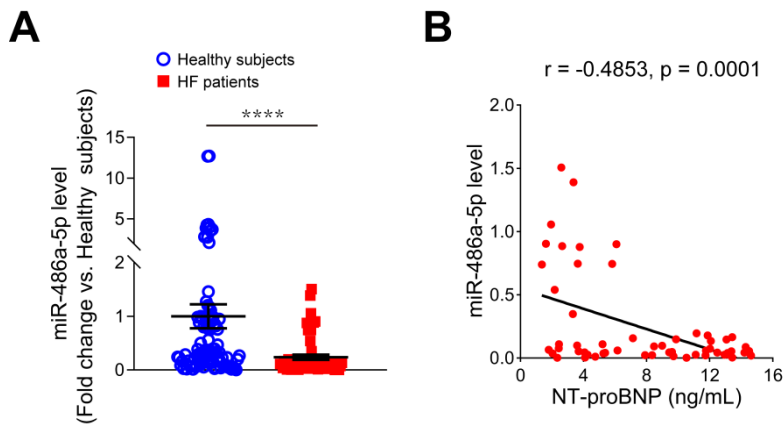 A
Healthy subjects
HF patients
****
miR-486a-5p level
(Fold change vs. Healthy subjects)
15
10
5
2
1
0
B
r = -0.4853, p = 0.0001
miR-486a-5p level
2.0
1.5
1.0
0.5
0.0
0 4 8 12 16
NT-proBNP (ng/mL)